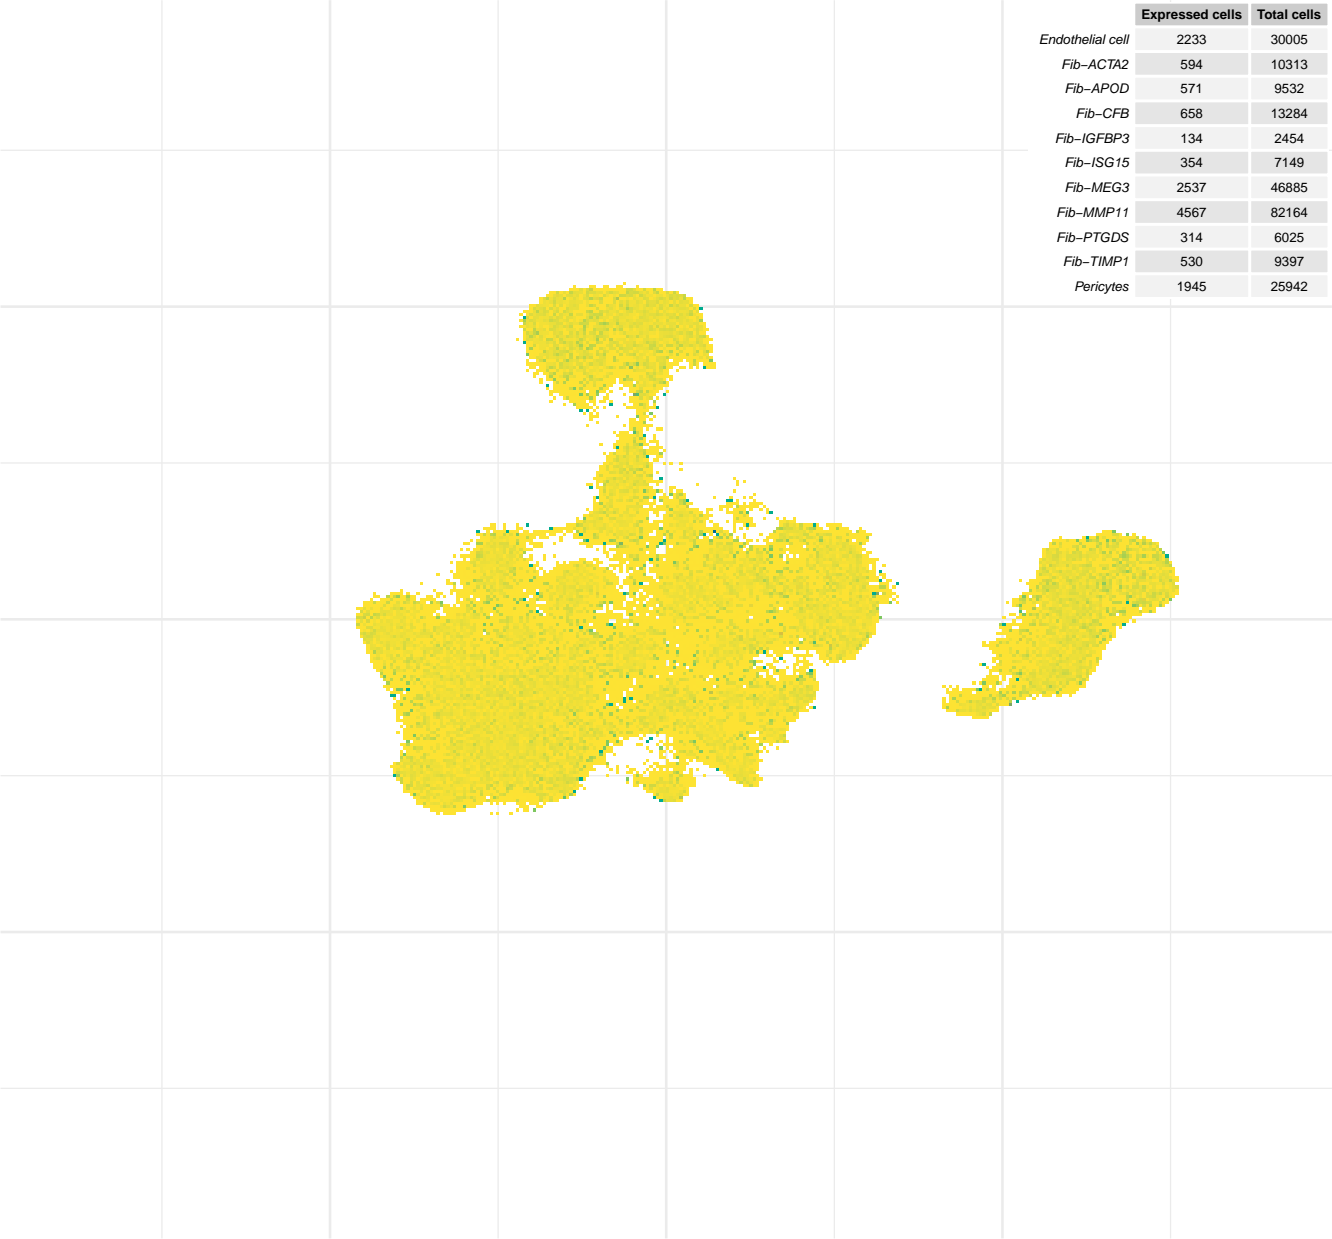 Expressed cells Total cells
Endothelial cell 2233 30005
Fib−ACTA2 594 10313
Fib−APOD 571 9532
Fib−CFB 658 13284
Fib−IGFBP3 134 2454
Fib−ISG15 354 7149
Fib−MEG3 2537 46885
Fib−MMP11 4567 82164
Fib−PTGDS 314 6025
Fib−TIMP1 530 9397
Pericytes 1945 25942